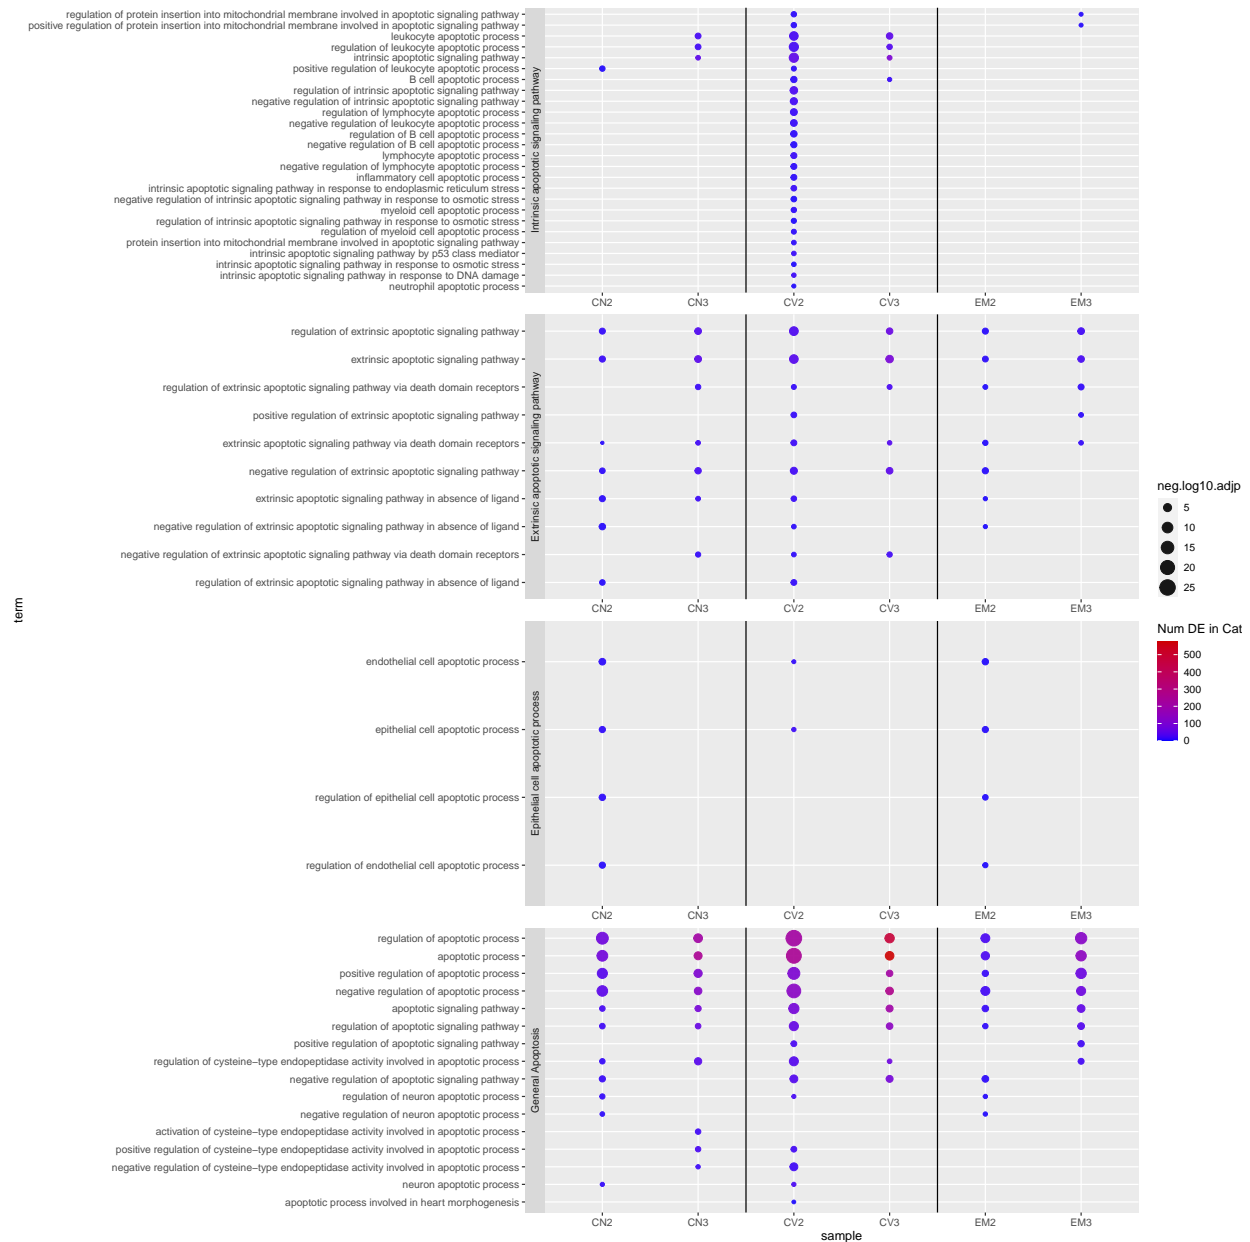 regulation of protein insertion into mitochondrial membrane involved in apoptotic signaling pathway
positive regulation of protein insertion into mitochondrial membrane involved in apoptotic signaling pathway
leukocyte apoptotic process
regulation of leukocyte apoptotic process
intrinsic apoptotic signaling pathway
positive regulation of leukocyte apoptotic process
B cell apoptotic process
regulation of intrinsic apoptotic signaling pathway
negative regulation of intrinsic apoptotic signaling pathway
regulation of lymphocyte apoptotic process
negative regulation of leukocyte apoptotic process
regulation of B cell apoptotic process
negative regulation of B cell apoptotic process
lymphocyte apoptotic process
negative regulation of lymphocyte apoptotic process
inflammatory cell apoptotic process
intrinsic apoptotic signaling pathway in response to endoplasmic reticulum stress
negative regulation of intrinsic apoptotic signaling pathway in response to osmotic stress
myeloid cell apoptotic process
regulation of intrinsic apoptotic signaling pathway in response to osmotic stress
regulation of myeloid cell apoptotic process
protein insertion into mitochondrial membrane involved in apoptotic signaling pathway
intrinsic apoptotic signaling pathway by p53 class mediator
intrinsic apoptotic signaling pathway in response to osmotic stress
intrinsic apoptotic signaling pathway in response to DNA damage
neutrophil apoptotic process
Intrinsic apoptotic signaling pathway
CN2 CN3 CV2 CV3 EM2 EM3
regulation of extrinsic apoptotic signaling pathway
extrinsic apoptotic signaling pathway
regulation of extrinsic apoptotic signaling pathway via death domain receptors
positive regulation of extrinsic apoptotic signaling pathway
extrinsic apoptotic signaling pathway via death domain receptors
negative regulation of extrinsic apoptotic signaling pathway
extrinsic apoptotic signaling pathway in absence of ligand
negative regulation of extrinsic apoptotic signaling pathway in absence of ligand
negative regulation of extrinsic apoptotic signaling pathway via death domain receptors
regulation of extrinsic apoptotic signaling pathway in absence of ligand
Extrinsic apoptotic signaling pathway
CN2 CN3 CV2 CV3 EM2 EM3
endothelial cell apoptotic process
epithelial cell apoptotic process
regulation of epithelial cell apoptotic process
regulation of endothelial cell apoptotic process
Epithelial cell apoptotic process
CN2 CN3 CV2 CV3 EM2 EM3
regulation of apoptotic process
apoptotic process
positive regulation of apoptotic process
negative regulation of apoptotic process
apoptotic signaling pathway
regulation of apoptotic signaling pathway
positive regulation of apoptotic signaling pathway
regulation of cysteine−type endopeptidase activity involved in apoptotic process
negative regulation of apoptotic signaling pathway
regulation of neuron apoptotic process
negative regulation of neuron apoptotic process
activation of cysteine−type endopeptidase activity involved in apoptotic process
positive regulation of cysteine−type endopeptidase activity involved in apoptotic process
negative regulation of cysteine−type endopeptidase activity involved in apoptotic process
neuron apoptotic process
apoptotic process involved in heart morphogenesis
General Apoptosis
CN2 CN3 CV2 CV3 EM2 EM3
sample
term
neg.log10.adjp
5
10
15
20
25
Num DE in Cat
500
400
300
200
100
0